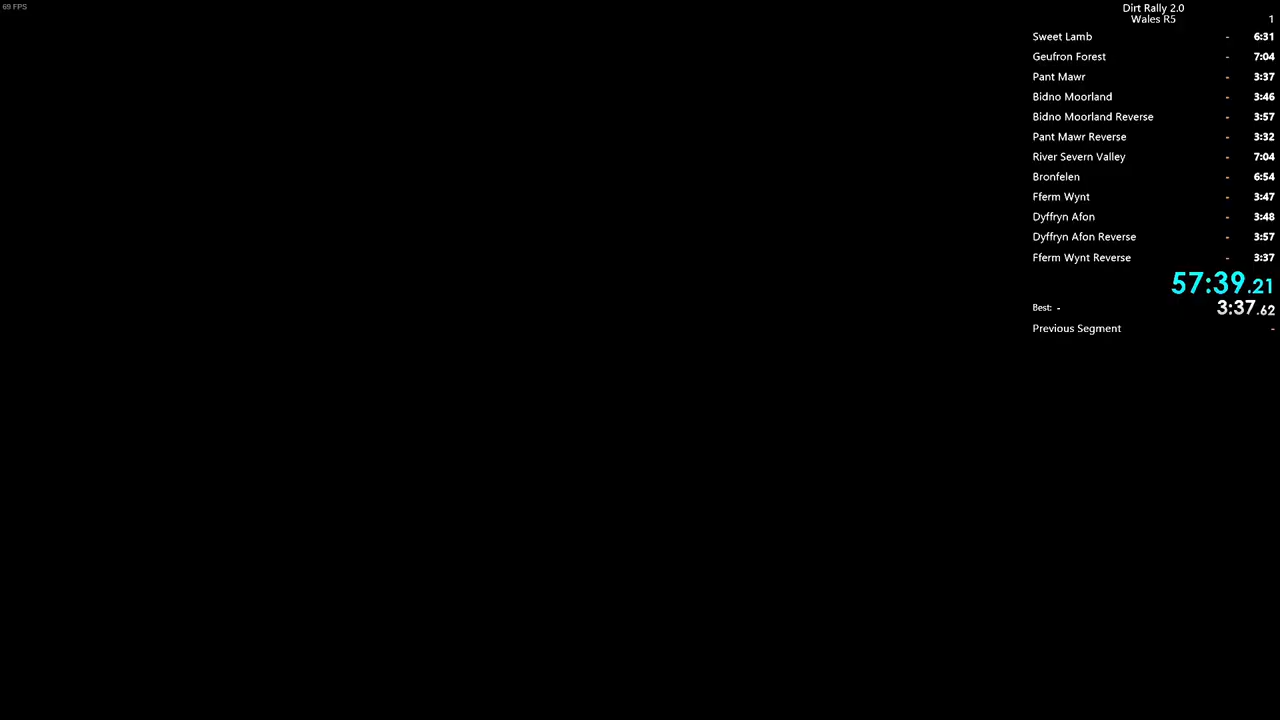 69 FPS
Dirt Rally 2.0
Wales R5 1
Sweet Lamb - 6:31
Geufron Forest - 7:04
Pant Mawr - 3:37
Bidno Moorland - 3:46
Bidno Moorland Reverse - 3:57
Pant Mawr Reverse - 3:32
River Severn Valley - 7:04
Bronfelen - 6:54
Fferm Wynt - 3:47
Dyffryn Afon - 3:48
Dyffryn Afon Reverse - 3:57
Fferm Wynt Reverse - 3:37
57:39.21
Best: - 3:37.62
Previous Segment -